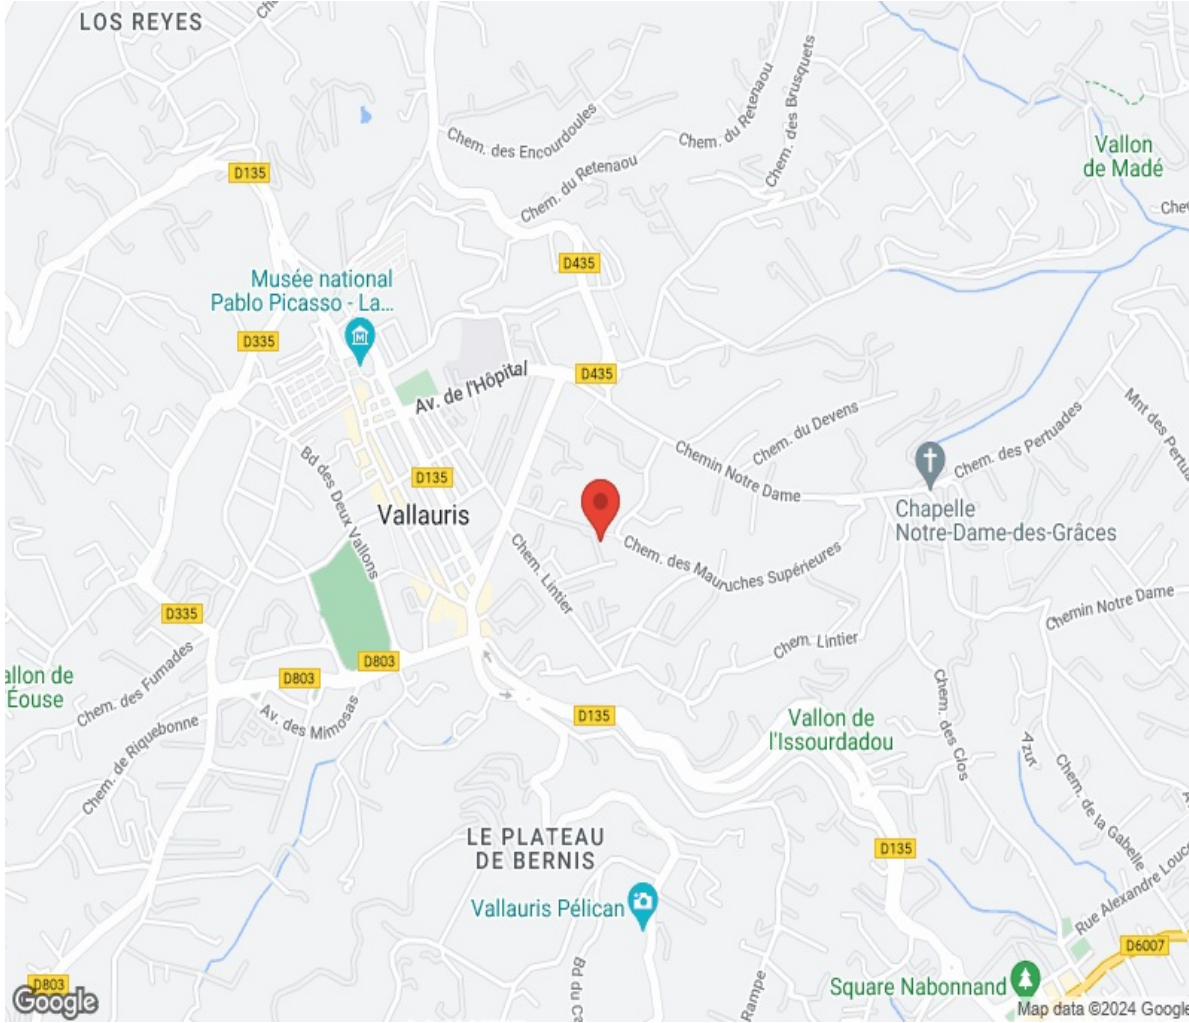 LOS REYES
Chem. des Encourdoules
Chem. du Retenaou
Chem. du Retenaou
Chem. des Brusquets
Vallon
de Madé
D135
D435
Musée national
Pablo Picasso - La...
D335
D435
Av. de l'Hôpital
Chem. du Devens
Chemin Notre Dame
Chem. des Pertuades
Bd des Deux Vallons
D135
Vallauris
Chapelle
Notre-Dame-des-Grâces
Chem. des Mauruches Supérieures
Chem. Lintier
D335
Chemin Notre Dame
Chem. Lintier
D803
D803
allon de
Éouse
Chem. des Fumades
Av. des Mimosas
Chem. de Riquebonne
D135
Vallon de
l'Issourdadou
Chem. des Clos
Azur
Chem. de la Gabelle
LE PLATEAU
DE BERNIS
D135
Vallauris Pélican
Rue Alexandre Louc
D6007
Bd du Ca
Rampe
Square Nabonnand
D803
Google
Map data ©2024 Google